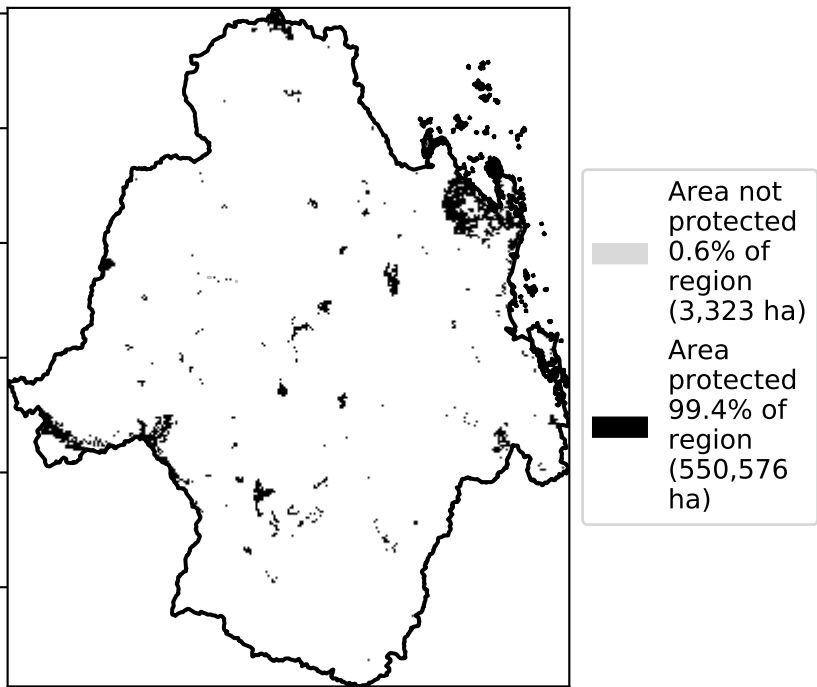 Area not
protected
0.6% of
region
(3,323 ha)
Area
protected
99.4% of
region
(550,576
ha)